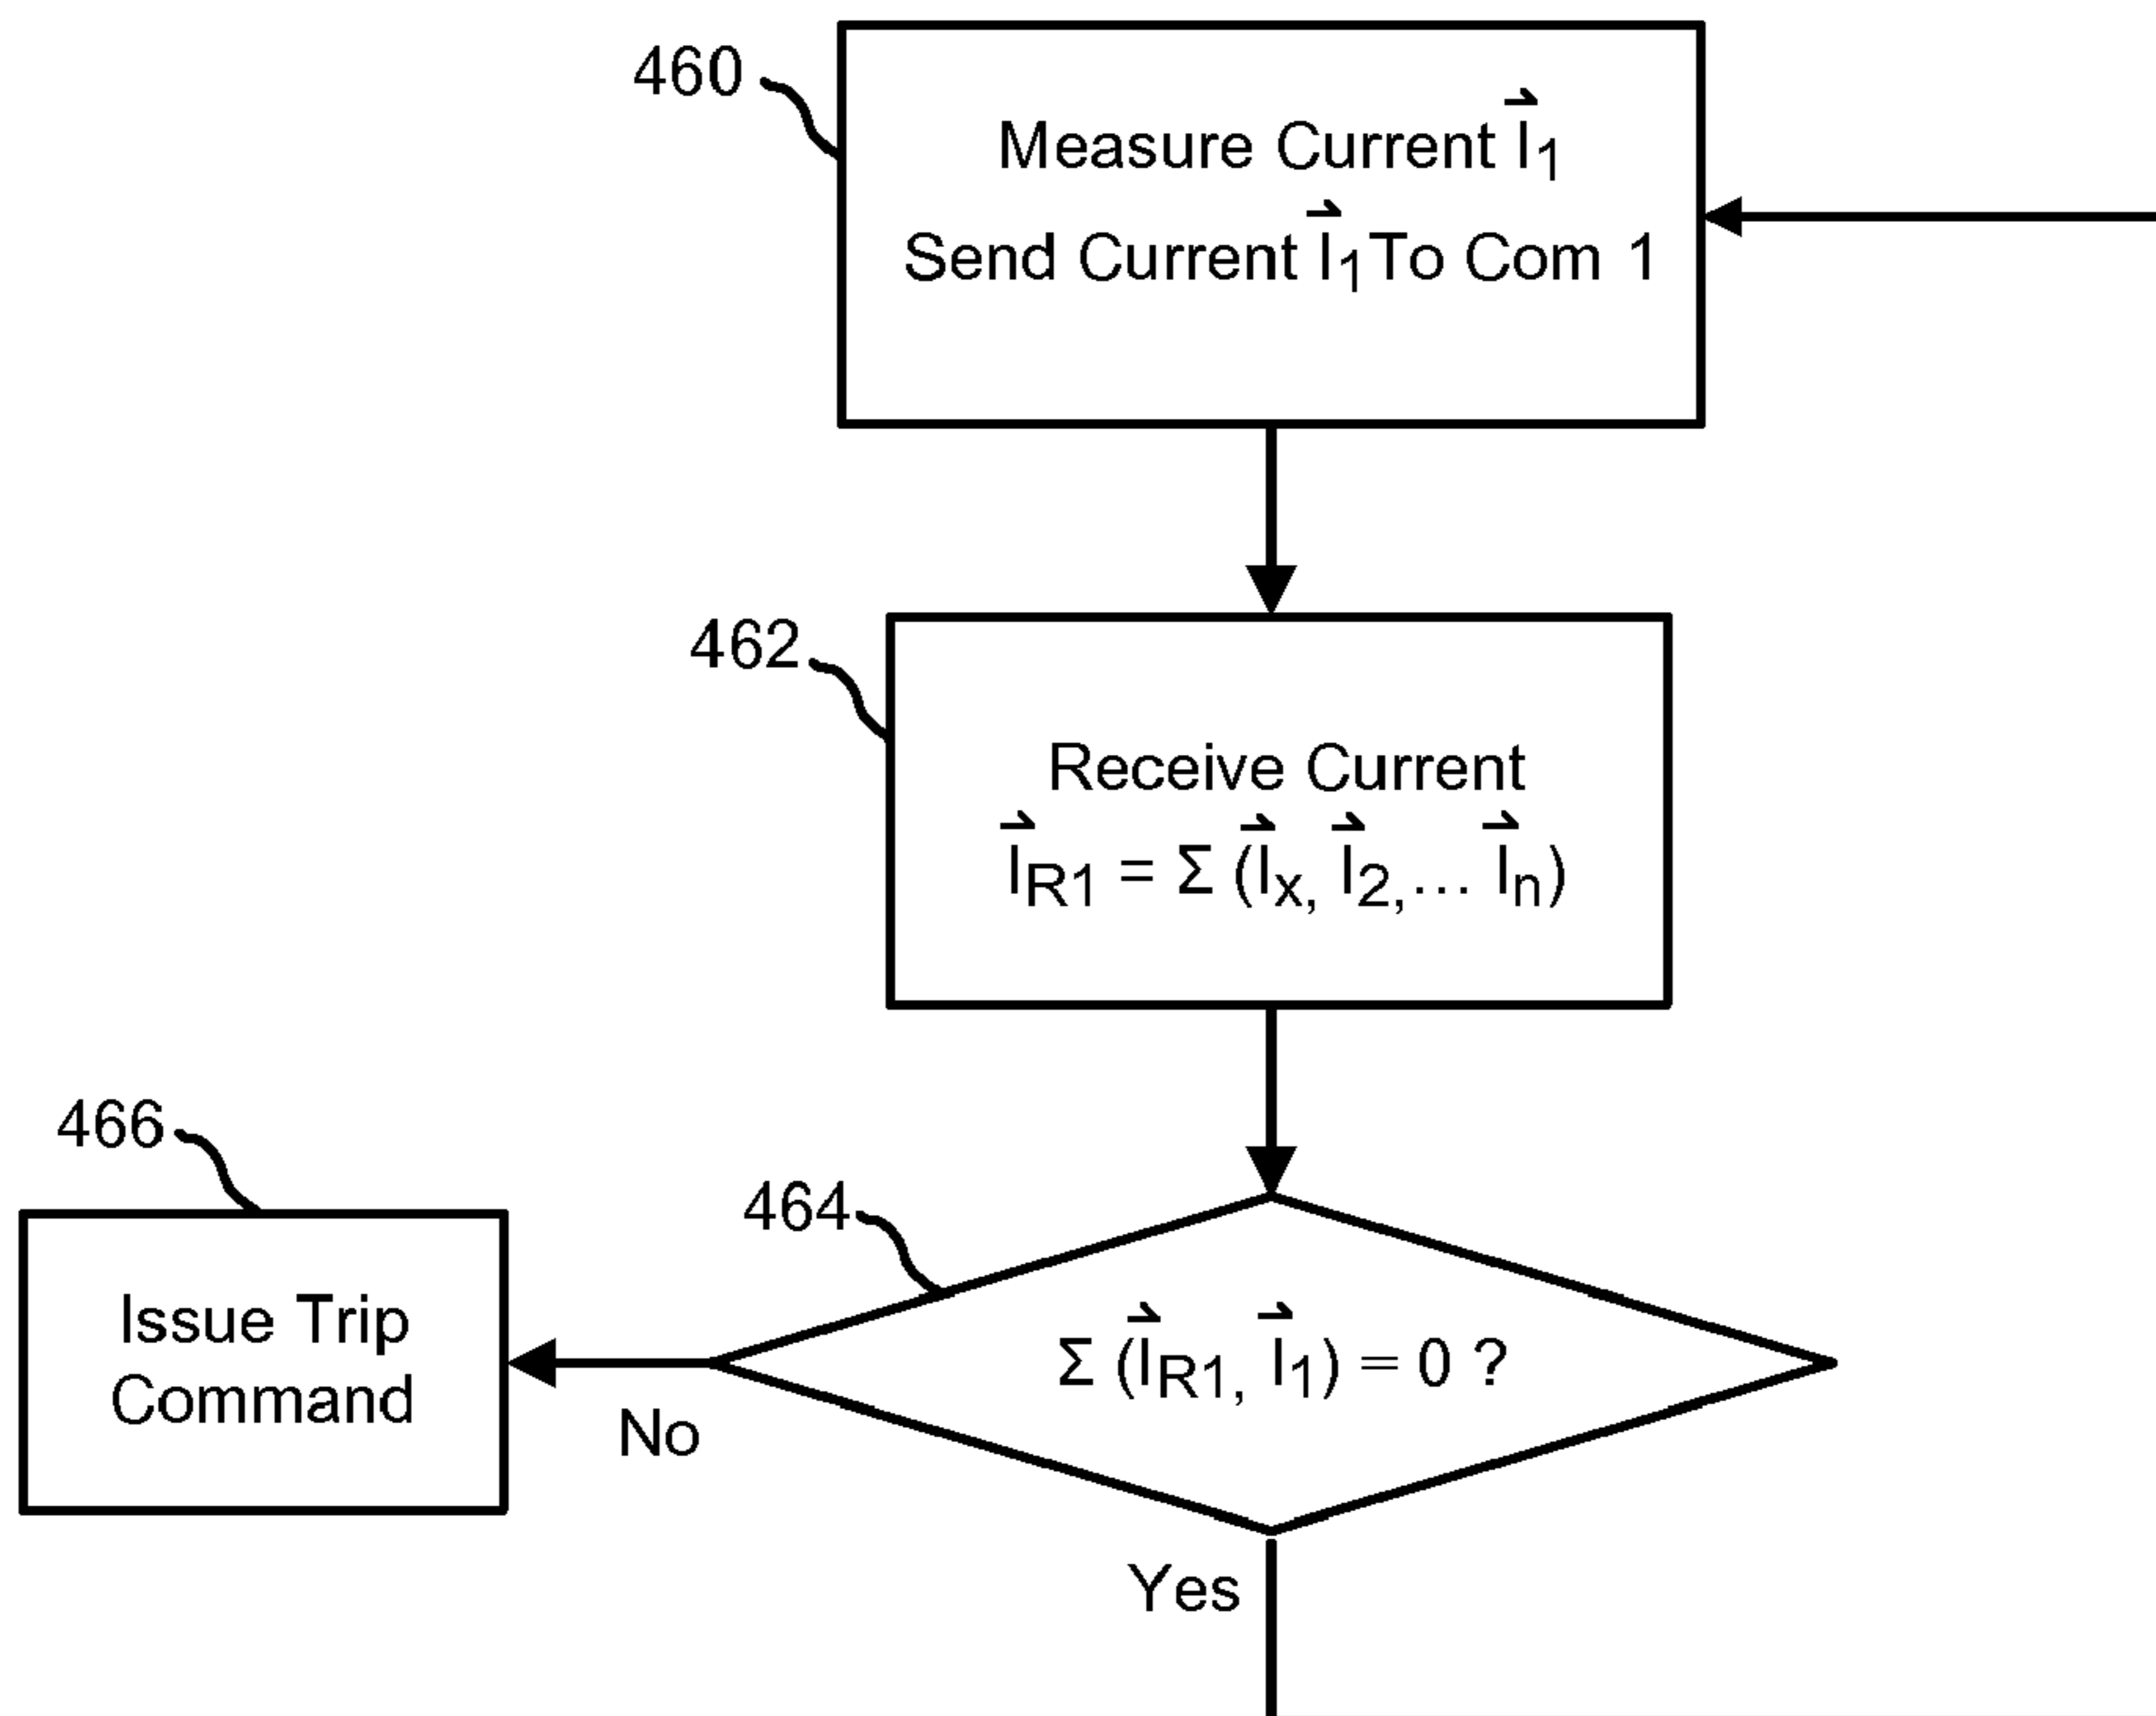 460
Measure Current I⃗₁
Send Current I⃗₁ To Com 1
462
Receive Current
I⃗R1 = Σ (I⃗x, I⃗2,... I⃗n)
466
Issue Trip
Command
464
Σ (I⃗R1, I⃗1) = 0 ?
No
Yes